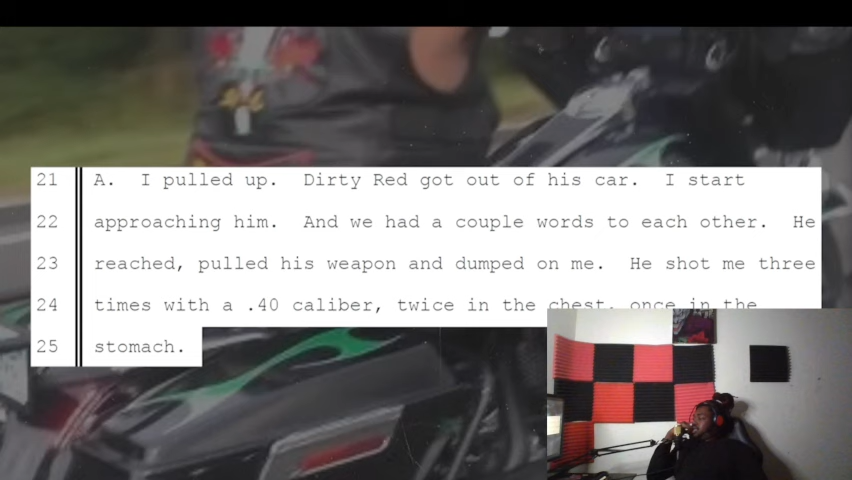 21 A. I pulled up. Dirty Red got out of his car. I start
22 approaching him. And we had a couple words to each other. He
23 reached, pulled his weapon and dumped on me. He shot me three
24 times with a .40 caliber, twice in the chest, once in the
25 stomach.